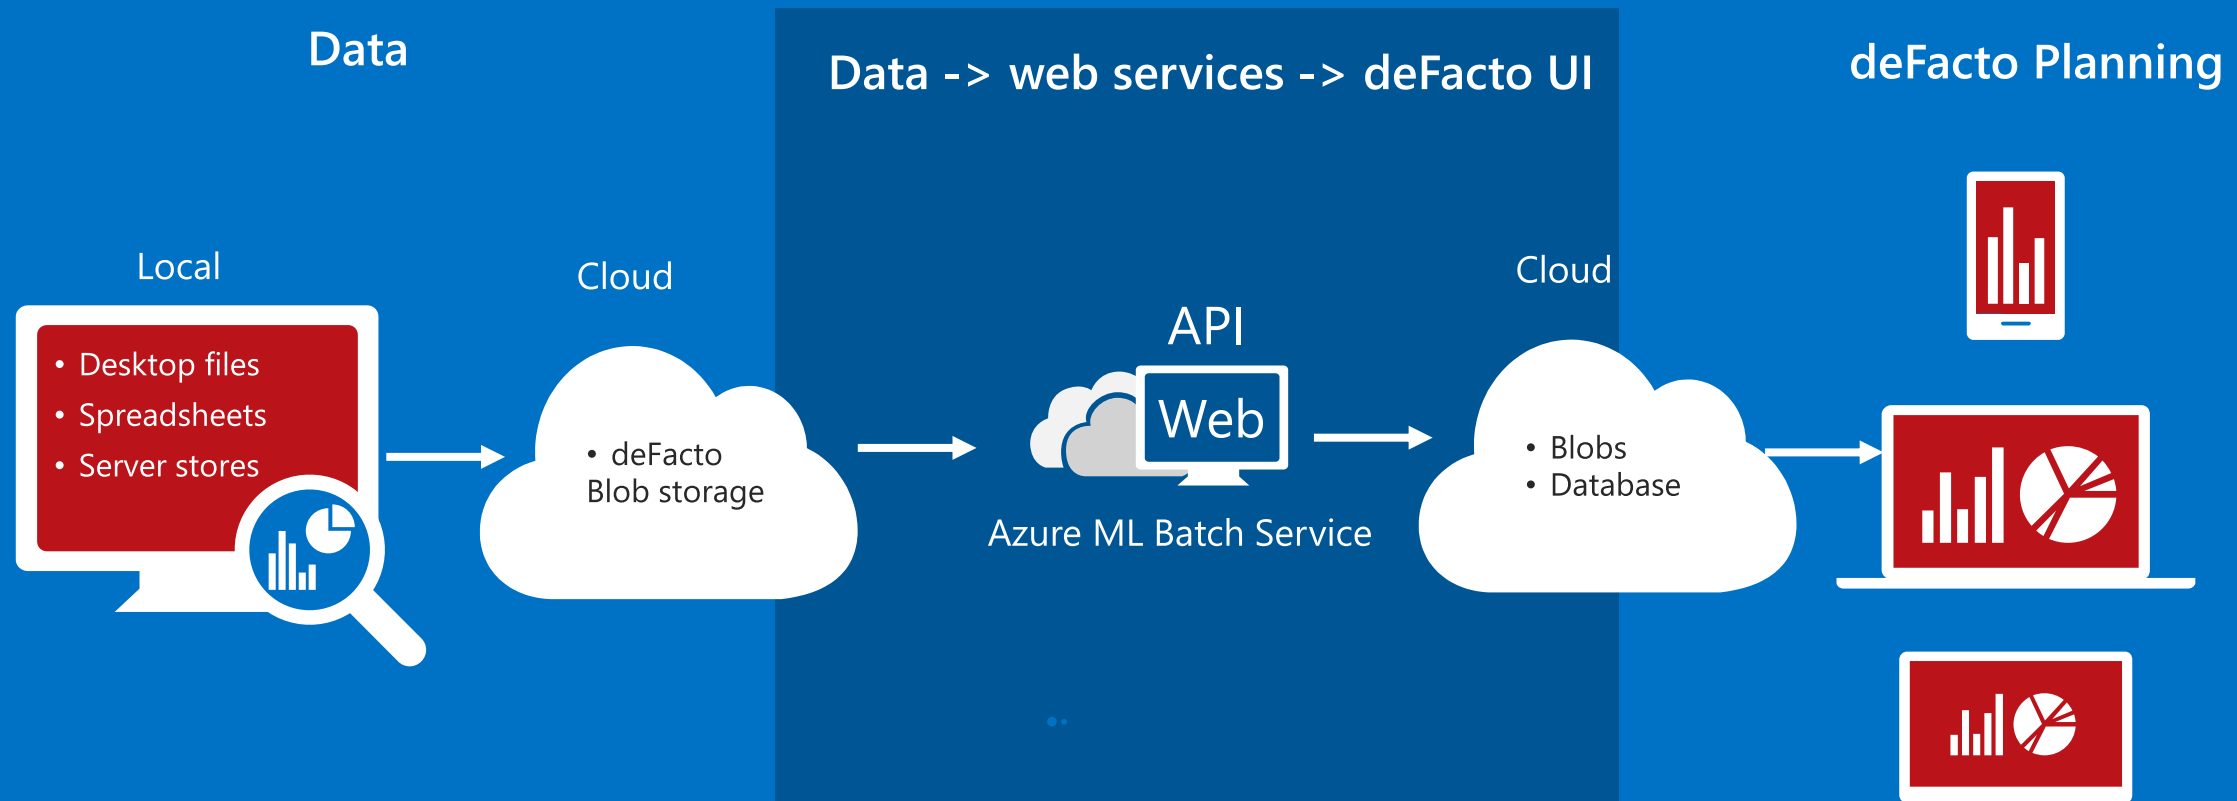 Data
Data -> web services -> deFacto UI
deFacto Planning
Local
• Desktop files
• Spreadsheets
• Server stores
Cloud
• deFacto
Blob storage
API
Web
Azure ML Batch Service
Cloud
• Blobs
• Database